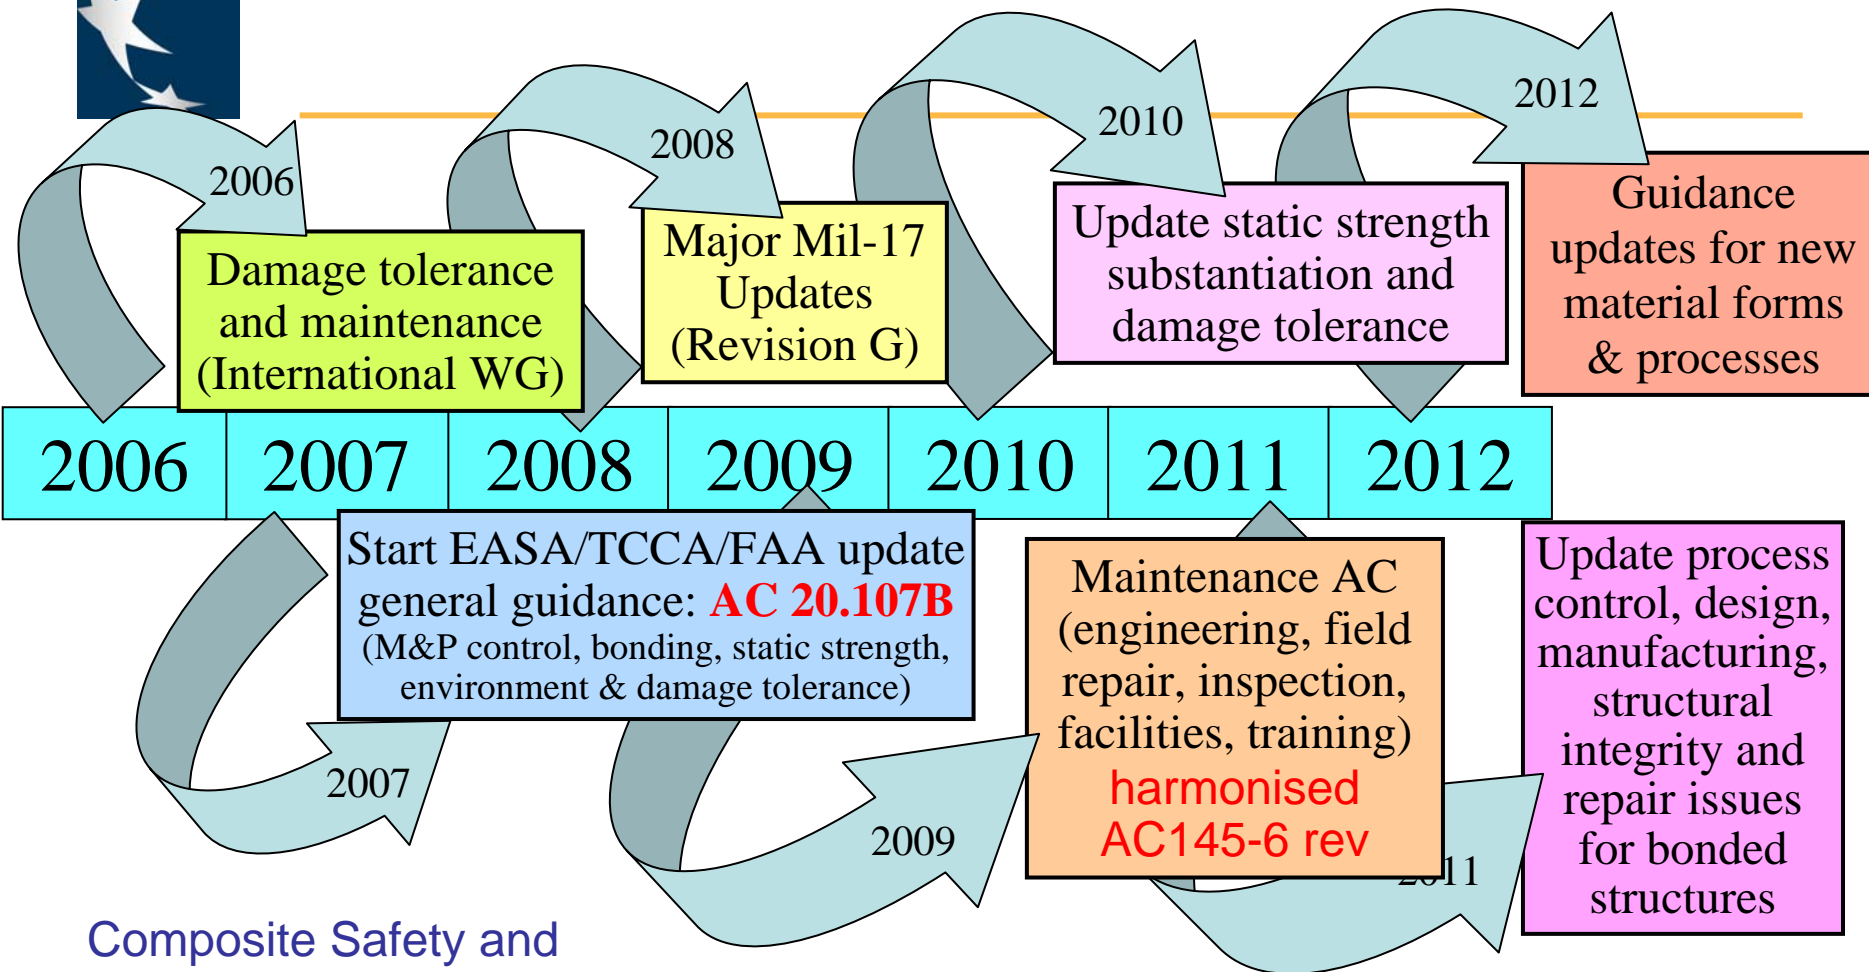 2006
2008
2010
2012
Damage tolerance
and maintenance
(International WG)
Major Mil-17
Updates
(Revision G)
Update static strength
substantiation and
damage tolerance
Guidance
updates for new
material forms
& processes
2006 2007 2008 2009 2010 2011 2012
Start EASA/TCCA/FAA update
general guidance: AC 20.107B
(M&P control, bonding, static strength,
environment & damage tolerance)
2007
Maintenance AC
(engineering, field
repair, inspection,
facilities, training)
harmonised
AC145-6 rev
2009
Update process
control, design,
manufacturing,
structural
integrity and
repair issues
for bonded
structures
2011
Composite Safety and